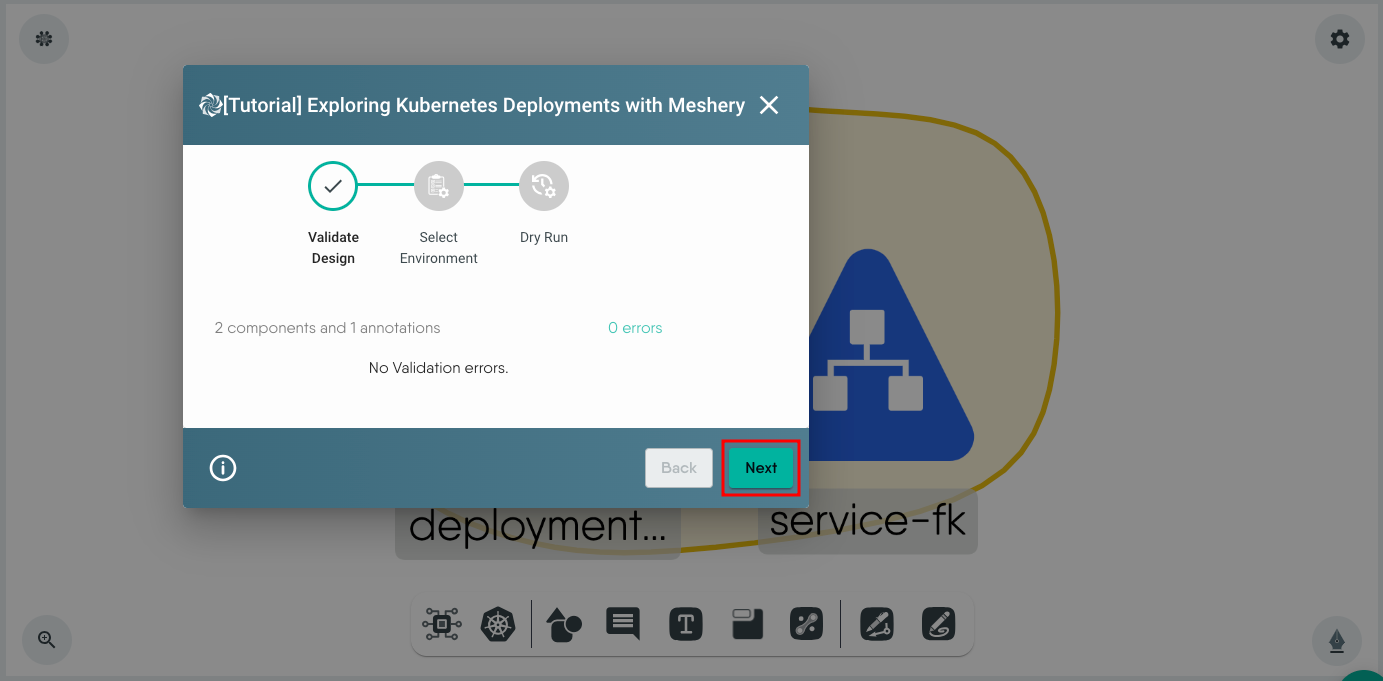 [Tutorial] Exploring Kubernetes Deployments with Meshery
Validate
Design
Select
Environment
Dry Run
2 components and 1 annotations
0 errors
No Validation errors.
Back
Next
deployment...
service-fk
T